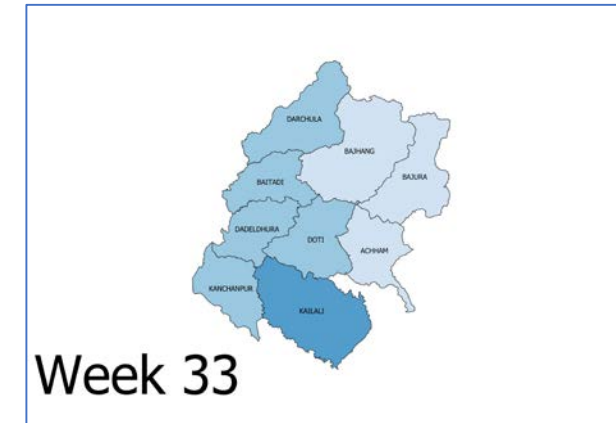 DARCHULA
BAJHANG
BAJURA
BAITADI
DADELDHURA
DOTI
ACHHAM
KANCHANPUR
KAILALI
Week 33